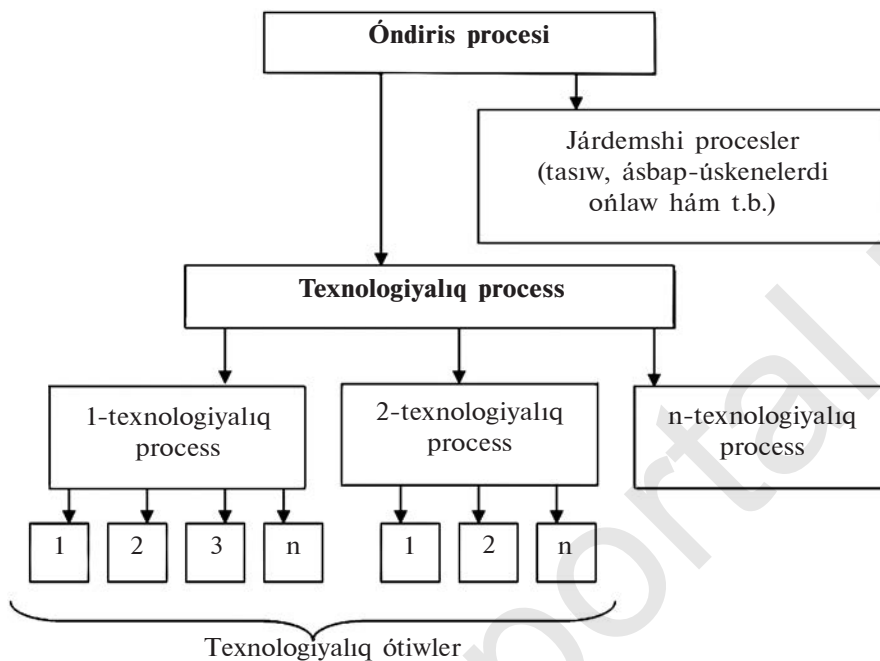 Óndiris procesi
Járdemshi procesler
(tasıw, ásbap-úskenelerdi
ońlaw hám t.b.)
Texnologiyalıq process
1-texnologiyalıq
process
2-texnologiyalıq
process
n-texnologiyalıq
process
1 2 3 n 1 2 n
Texnologiyalıq ótiwler
portal